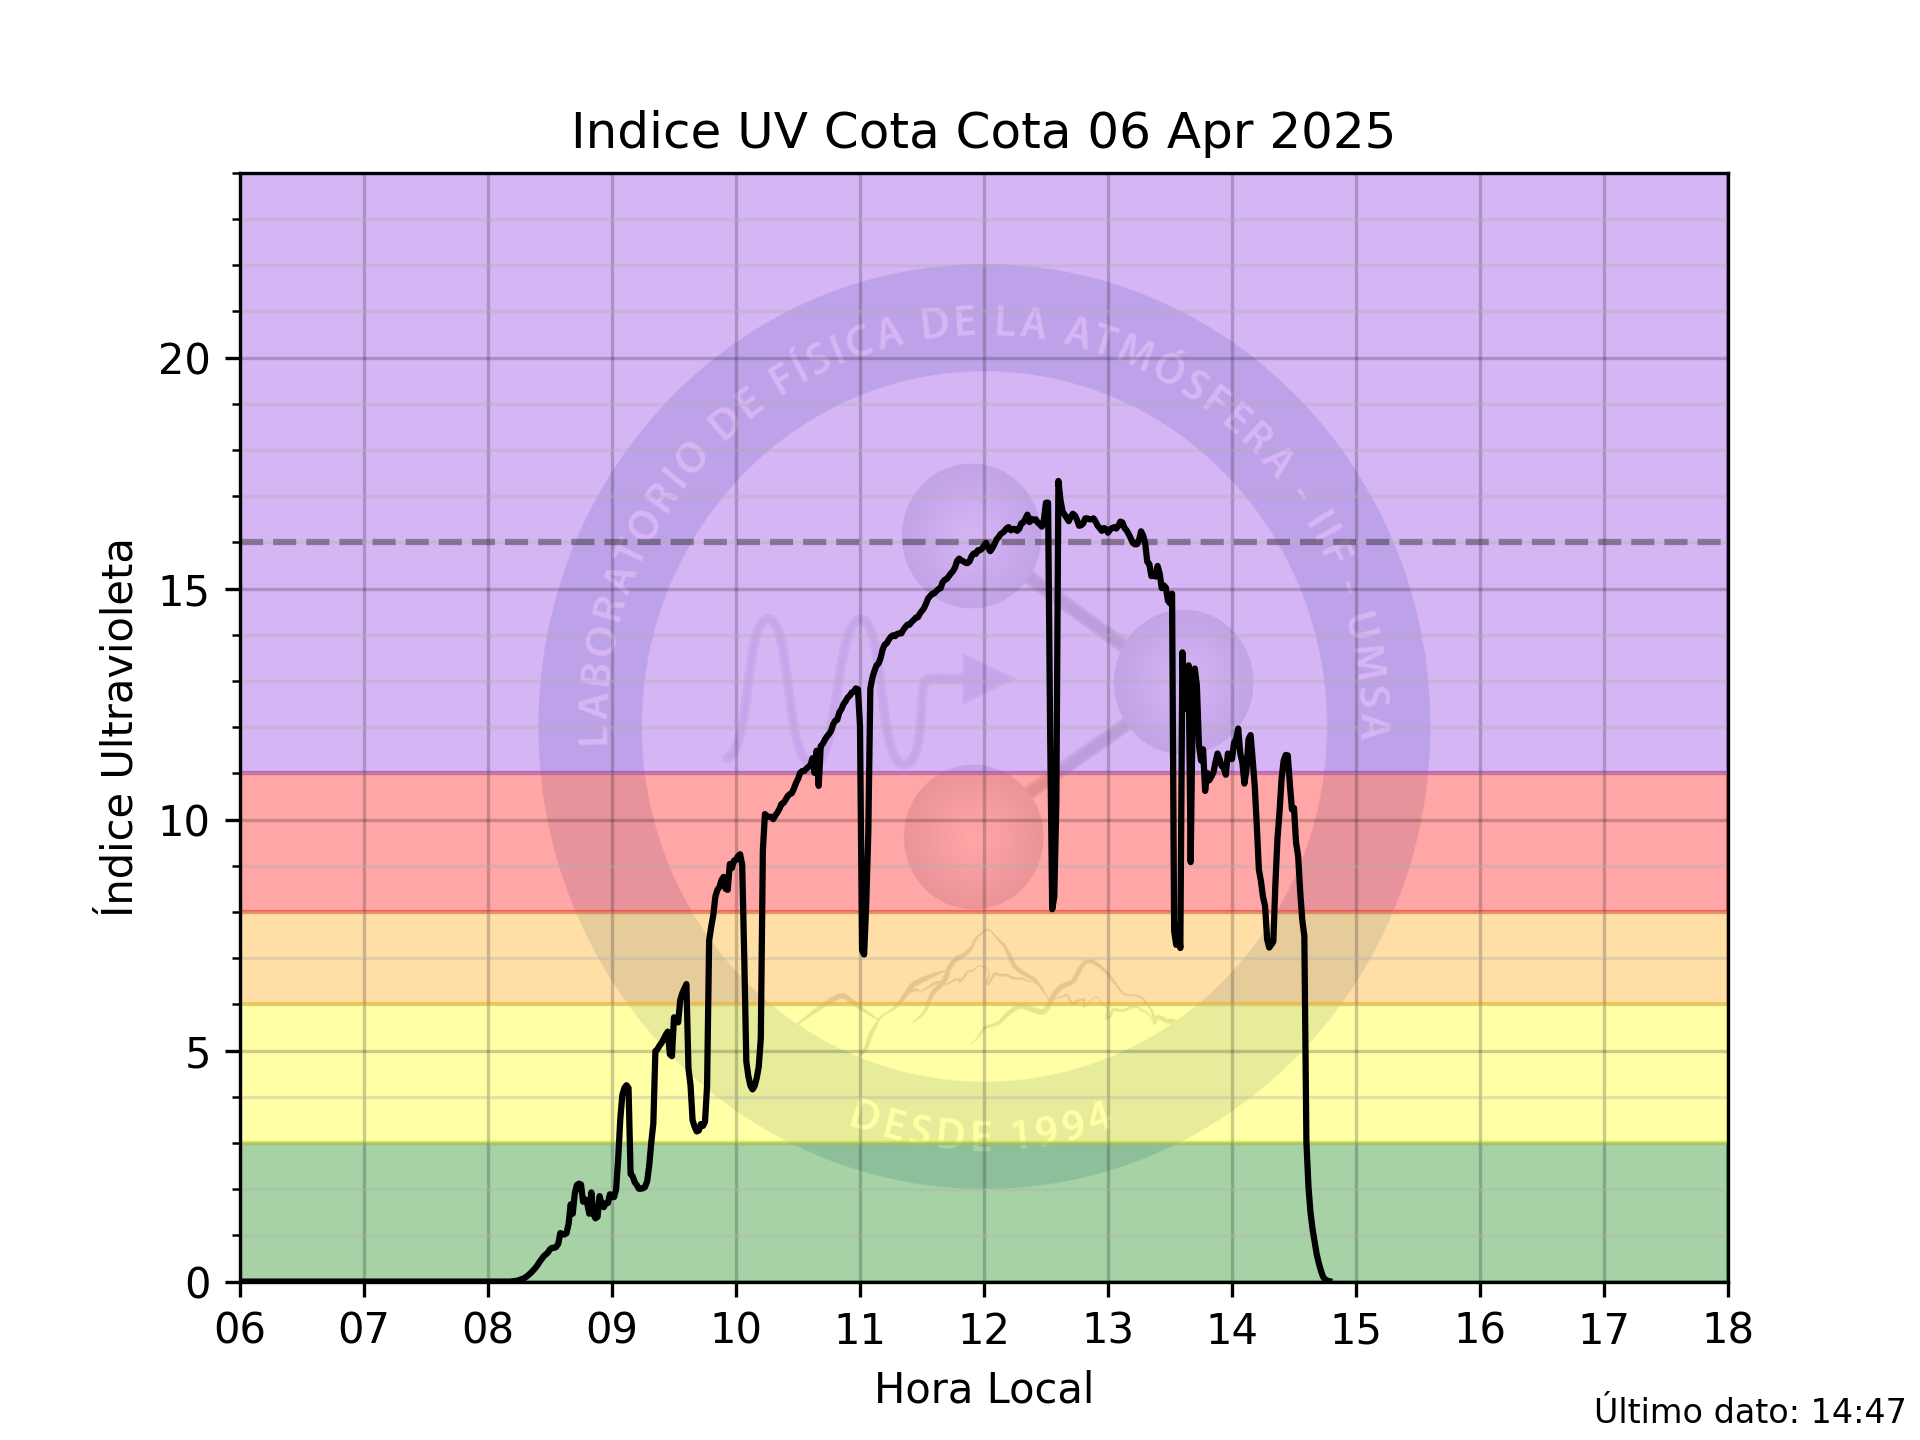 Indice UV Cota Cota 06 Apr 2025
LABORATORIO DE FÍSICA DE LA ATMÓSFERA - IIF - UMSA
DESDE 1994
Índice Ultravioleta
20
15
10
5
0
06 07 08 09 10 11 12 13 14 15 16 17 18
Hora Local
Último dato: 14:47